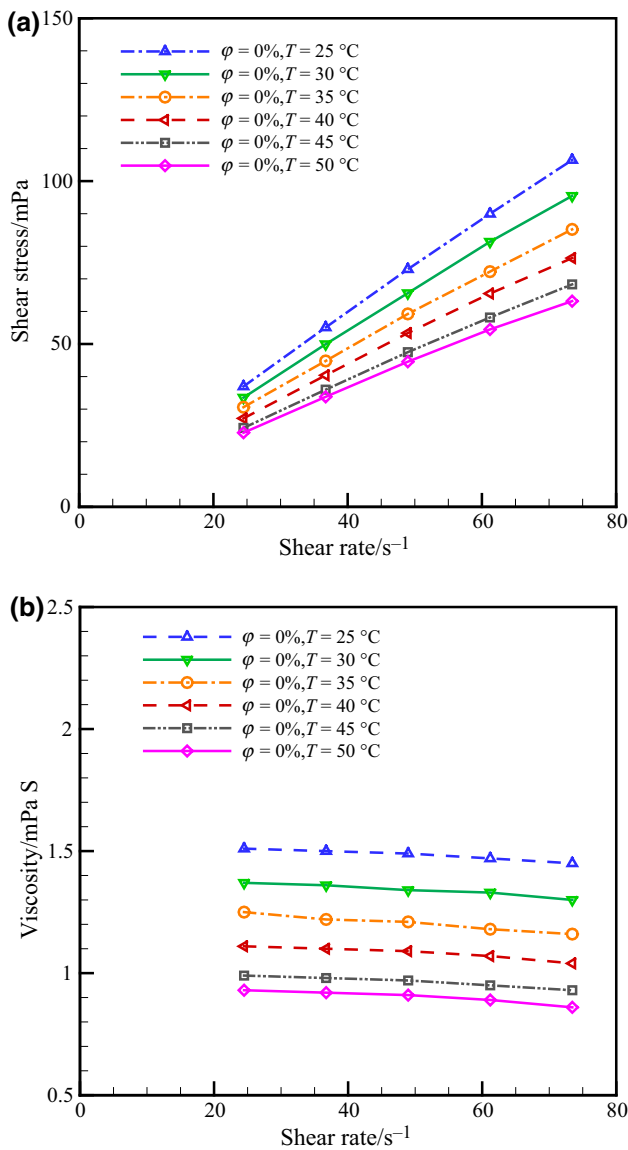 (a)
150
100
50
0
Shear stress/mPa
φ = 0%,T = 25 °C
φ = 0%,T = 30 °C
φ = 0%,T = 35 °C
φ = 0%,T = 40 °C
φ = 0%,T = 45 °C
φ = 0%,T = 50 °C
0 20 40 60 80
Shear rate/s⁻¹
(b)
2.5
2
1.5
1
0.5
Viscosity/mPa S
φ = 0%,T = 25 °C
φ = 0%,T = 30 °C
φ = 0%,T = 35 °C
φ = 0%,T = 40 °C
φ = 0%,T = 45 °C
φ = 0%,T = 50 °C
0 20 40 60 80
Shear rate/s⁻¹